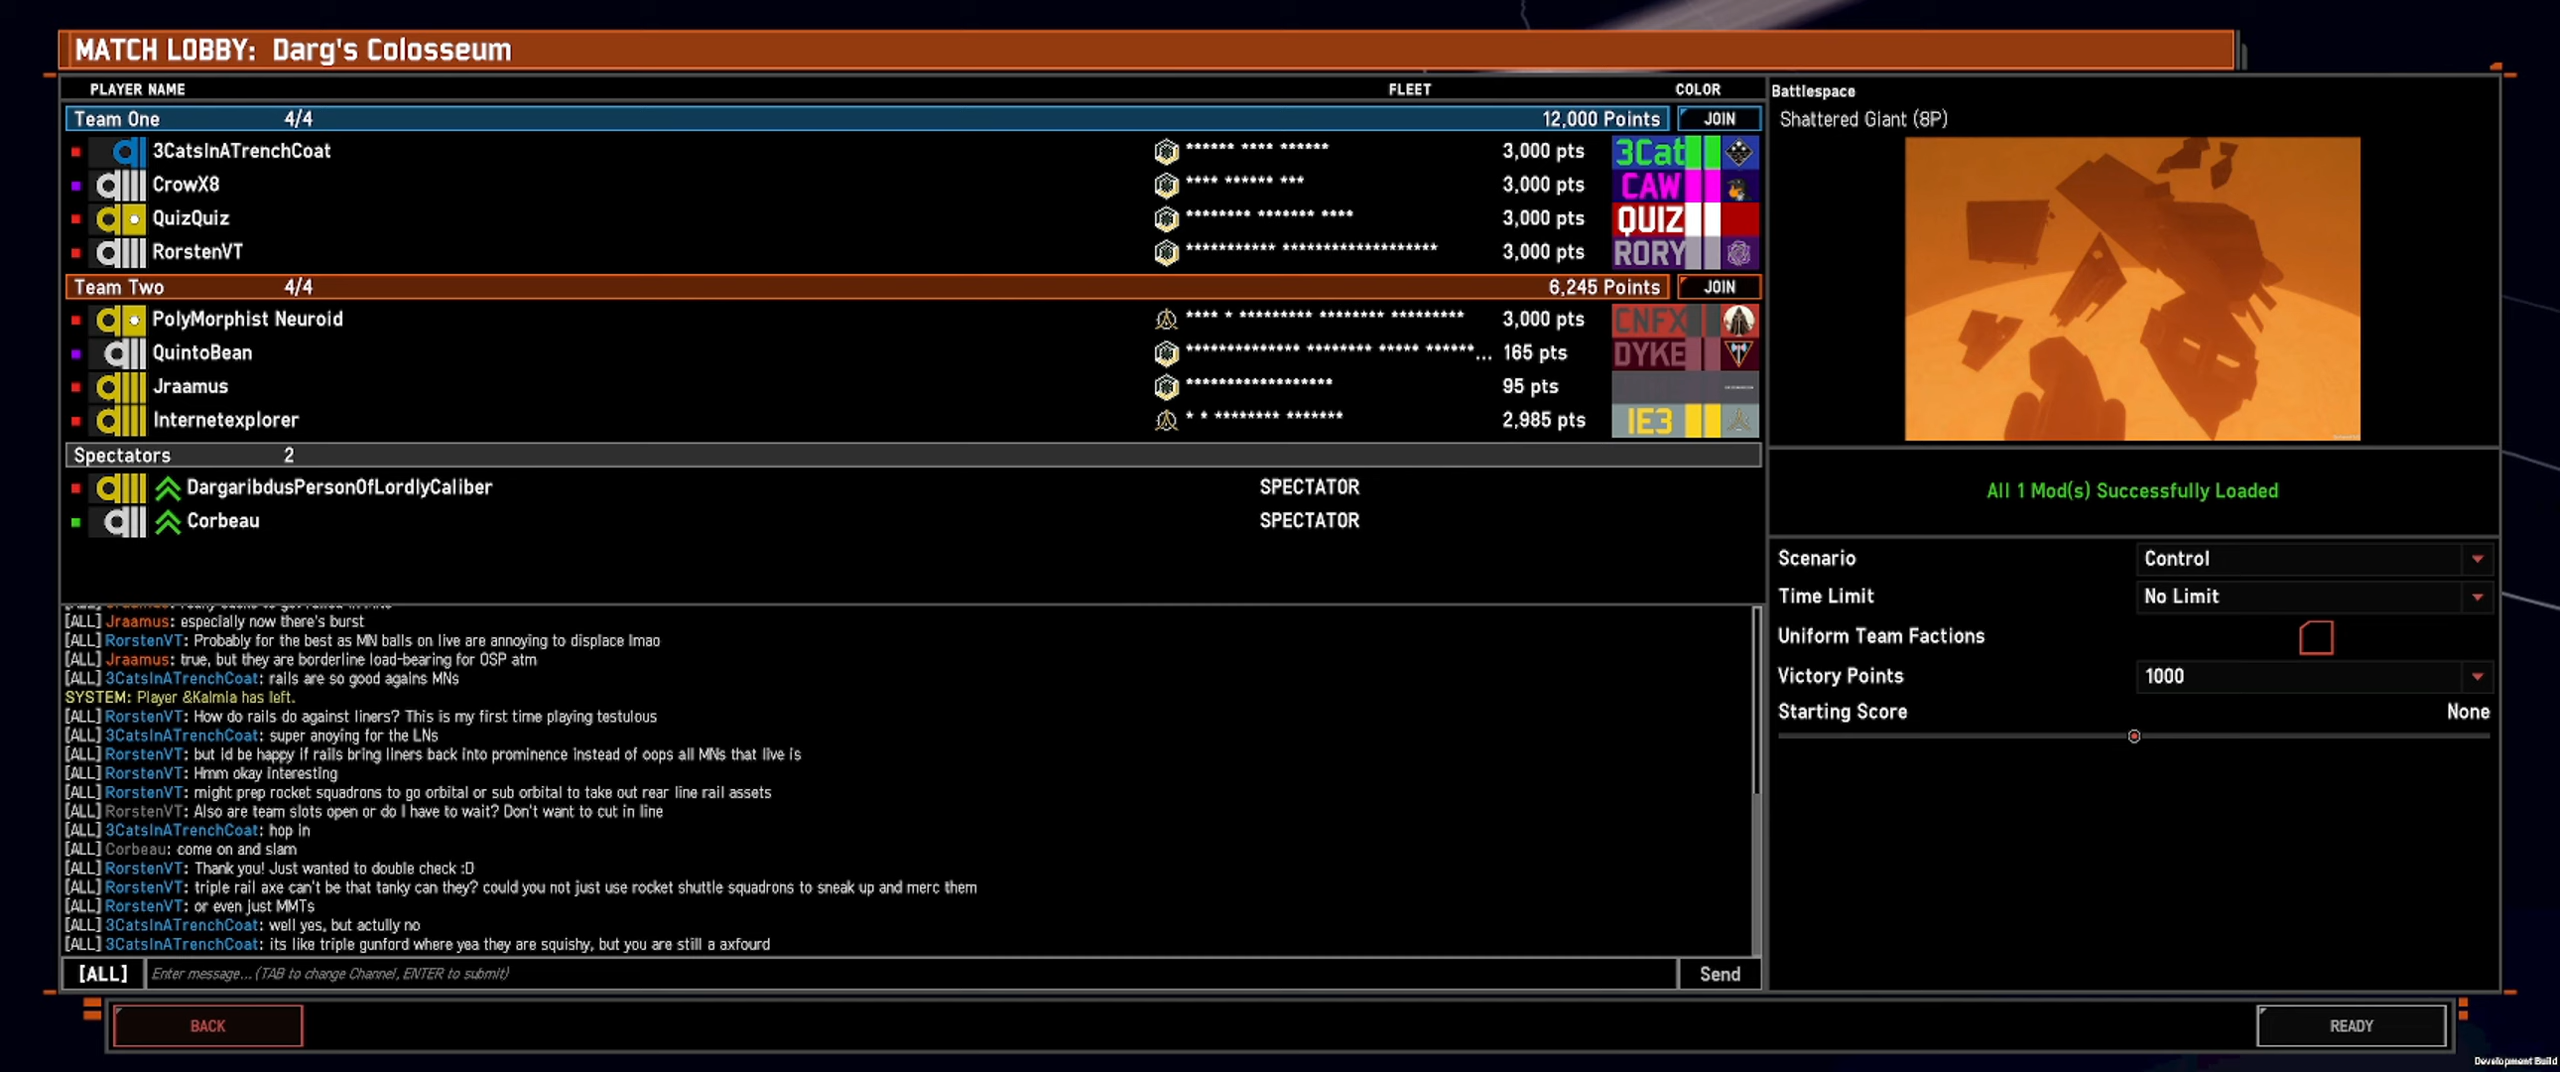 MATCH LOBBY: Darg's Colosseum
PLAYER NAME FLEET COLOR
Team One 4/4 12,000 Points JOIN
3CatsInATrenchCoat ****** **** ****** 3,000 pts 3Cat
CrowX8 **** ****** *** 3,000 pts CAW
QuizQuiz ******** ******* **** 3,000 pts QUIZ
RorstenVT *********** ******************* 3,000 pts RORY
Team Two 4/4 6,245 Points JOIN
PolyMorphist Neuroid **** * ********* ******** ********* 3,000 pts CNFX
QuintoBean ************** ******** ***** ******... 165 pts DYKE
Jraamus ****************** 95 pts
Internetexplorer * * ******** ******* 2,985 pts IE3
Spectators 2
DargaribdusPersonOfLordlyCaliber SPECTATOR
Corbeau SPECTATOR
[ALL] Jraamus: especially now there's burst
[ALL] RorstenVT: Probably for the best as MN balls on live are annoying to displace lmao
[ALL] Jraamus: true, but they are borderline load-bearing for OSP atm
[ALL] 3CatsInATrenchCoat: rails are so good agains MNs
SYSTEM: Player &Kalmia has left.
[ALL] RorstenVT: How do rails do against liners? This is my first time playing testulous
[ALL] 3CatsInATrenchCoat: super anoying for the LNs
[ALL] RorstenVT: but id be happy if rails bring liners back into prominence instead of oops all MNs that live is
[ALL] RorstenVT: Hmm okay interesting
[ALL] RorstenVT: might prep rocket squadrons to go orbital or sub orbital to take out rear line rail assets
[ALL] RorstenVT: Also are team slots open or do I have to wait? Don't want to cut in line
[ALL] 3CatsInATrenchCoat: hop in
[ALL] Corbeau: come on and slam
[ALL] RorstenVT: Thank you! Just wanted to double check :D
[ALL] RorstenVT: triple rail axe can't be that tanky can they? could you not just use rocket shuttle squadrons to sneak up and merc them
[ALL] RorstenVT: or even just MMTs
[ALL] 3CatsInATrenchCoat: well yes, but actully no
[ALL] 3CatsInATrenchCoat: its like triple gunford where yea they are squishy, but you are still a axfourd
[ALL] Enter message... (TAB to change Channel, ENTER to submit) Send
Battlespace
Shattered Giant (8P)
All 1 Mod(s) Successfully Loaded
Scenario Control
Time Limit No Limit
Uniform Team Factions
Victory Points 1000
Starting Score None
BACK READY
Development Build